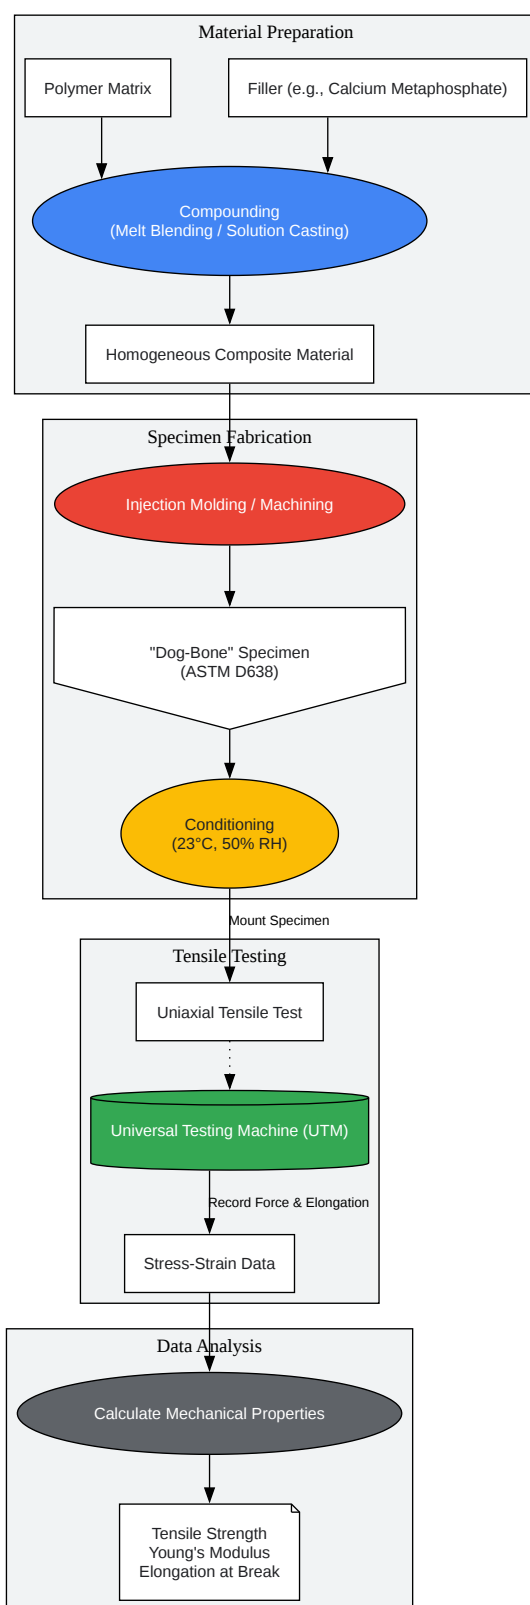 Material Preparation
Polymer Matrix
Filler (e.g., Calcium Metaphosphate)
Compounding
(Melt Blending / Solution Casting)
Homogeneous Composite Material
Specimen Fabrication
Injection Molding / Machining
"Dog-Bone" Specimen
(ASTM D638)
Conditioning
(23°C, 50% RH)
Mount Specimen
Tensile Testing
Uniaxial Tensile Test
Universal Testing Machine (UTM)
Record Force & Elongation
Stress-Strain Data
Data Analysis
Calculate Mechanical Properties
Tensile Strength
Young's Modulus
Elongation at Break